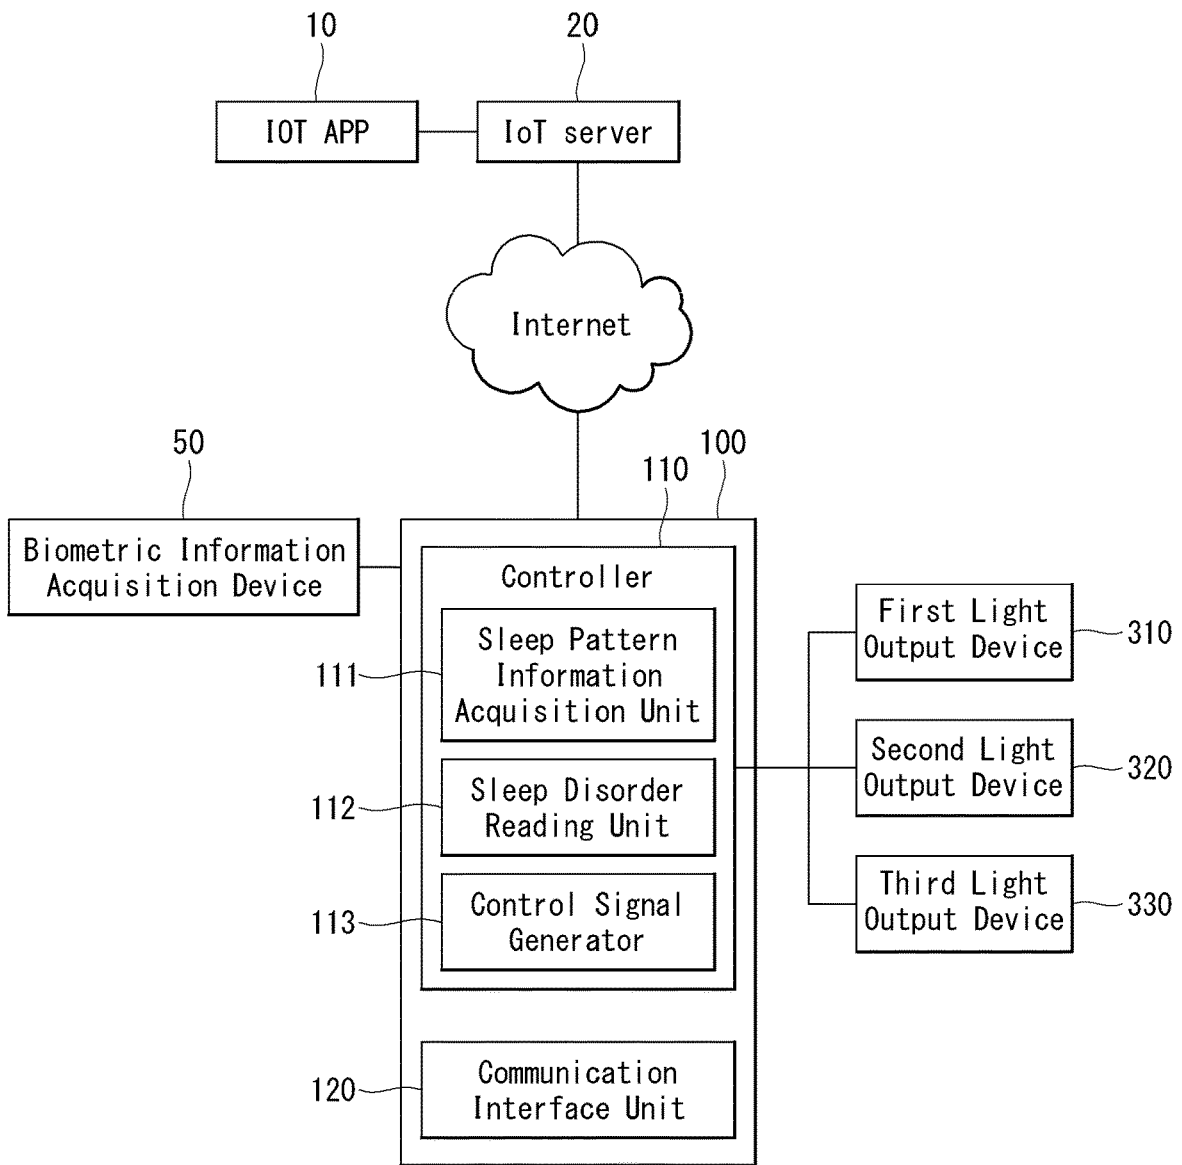 10
20
IOT APP
IoT server
Internet
50
100
110
Biometric Information
Acquisition Device
Controller
Sleep Pattern
Information
Acquisition Unit
111
Sleep Disorder
Reading Unit
112
Control Signal
Generator
113
Communication
Interface Unit
120
First Light
Output Device
310
Second Light
Output Device
320
Third Light
Output Device
330